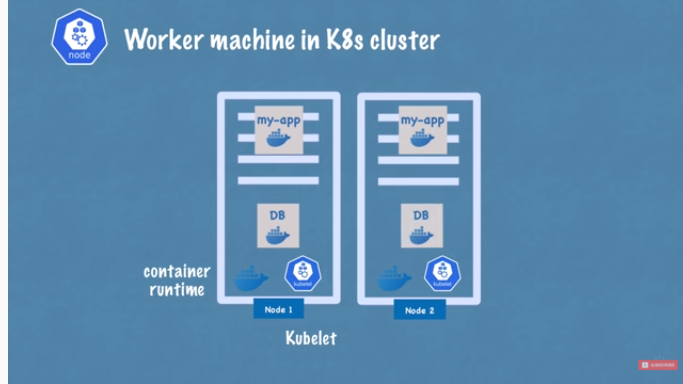 node
Worker machine in K8s cluster
my-app
my-app
DB
DB
container
runtime
kubelet
kubelet
Node 1
Node 2
Kubelet
SUBSCRIBE